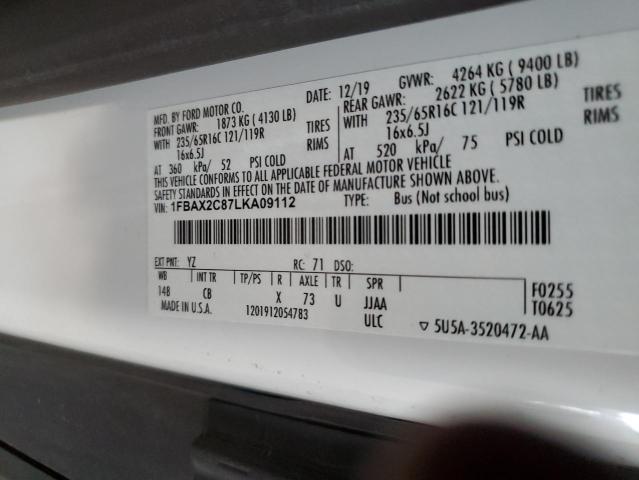 MFD. BY FORD MOTOR CO.
DATE: 12/19 GVWR: 4264 KG ( 9400 LB)
FRONT GAWR: 1873 KG ( 4130 LB) REAR GAWR: 2622 KG ( 5780 LB)
WITH 235/65R16C 121/119R TIRES WITH 235/65R16C 121/119R TIRES
16x6.5J RIMS 16x6.5J RIMS
AT 360 kPa/ 52 PSI COLD AT 520 kPa/ 75 PSI COLD
THIS VEHICLE CONFORMS TO ALL APPLICABLE FEDERAL MOTOR VEHICLE
SAFETY STANDARDS IN EFFECT ON THE DATE OF MANUFACTURE SHOWN ABOVE.
VIN: 1FBAX2C87LKA09112 TYPE: Bus (Not school bus)
EXT PNT: YZ RC: 71 DSO:
WB INT TR TP/PS R AXLE TR SPR F0255
148 CB X 73 U JJAA T0625
MADE IN U.S.A. 1201912054783 ULC ▽ 5U5A-3520472-AA